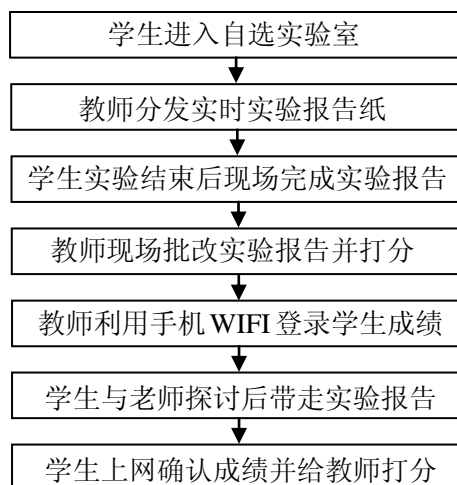 学生进入自选实验室
教师分发实时实验报告纸
学生实验结束后现场完成实验报告
教师现场批改实验报告并打分
教师利用手机 WIFI 登录学生成绩
学生与老师探讨后带走实验报告
学生上网确认成绩并给教师打分